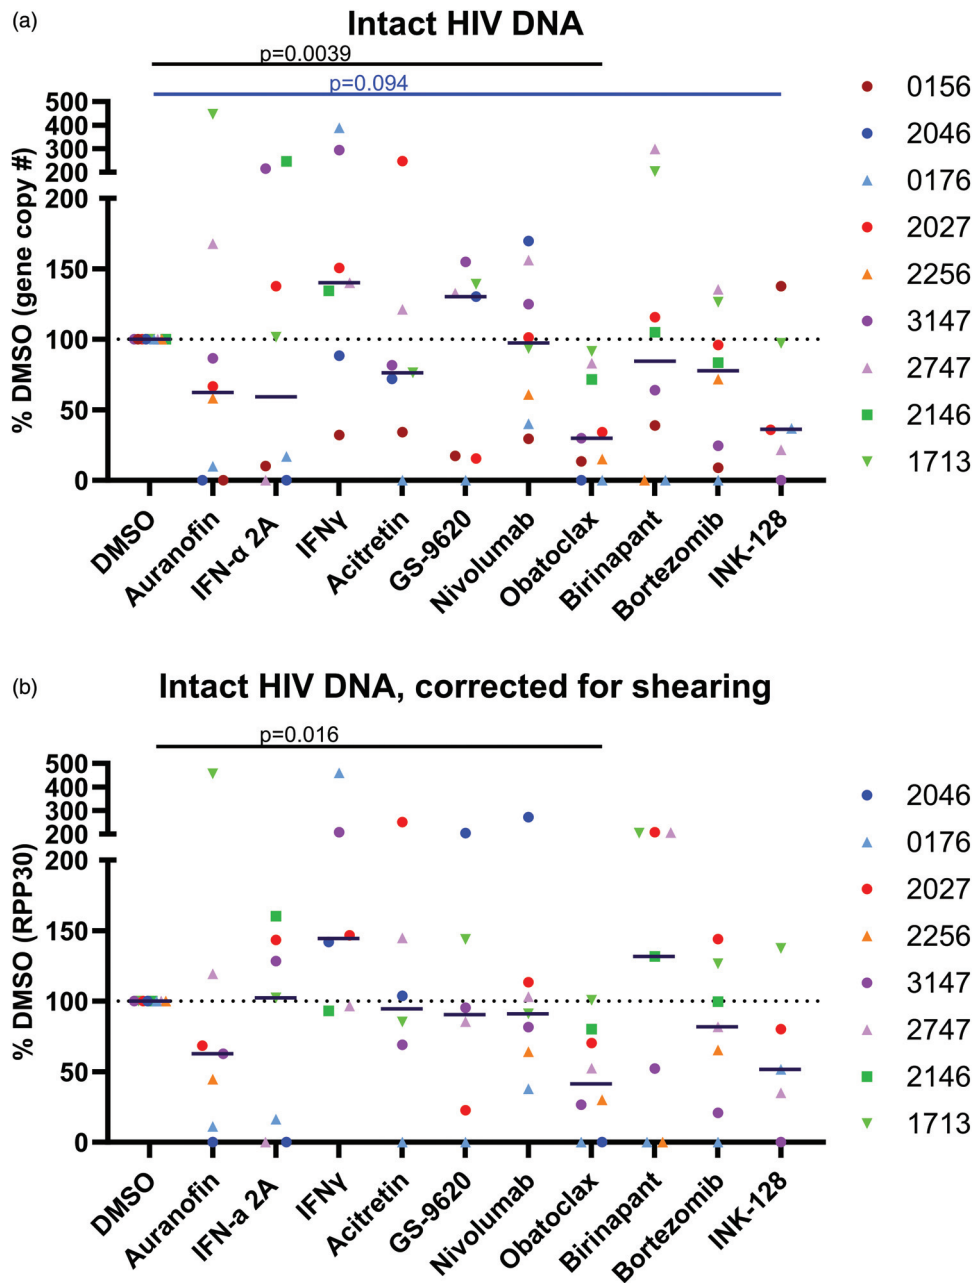 (a)
Intact HIV DNA
p=0.0039
p=0.094
% DMSO (gene copy #)
500
400
300
200
200
150
100
50
0
DMSO
Auranofin
IFN-α 2A
IFNγ
Acitretin
GS-9620
Nivolumab
Obatoclax
Birinapant
Bortezomib
INK-128
0156
2046
0176
2027
2256
3147
2747
2146
1713
(b)
Intact HIV DNA, corrected for shearing
p=0.016
% DMSO (RPP30)
500
400
300
200
200
150
100
50
0
DMSO
Auranofin
IFN-a 2A
IFNγ
Acitretin
GS-9620
Nivolumab
Obatoclax
Birinapant
Bortezomib
INK-128
2046
0176
2027
2256
3147
2747
2146
1713